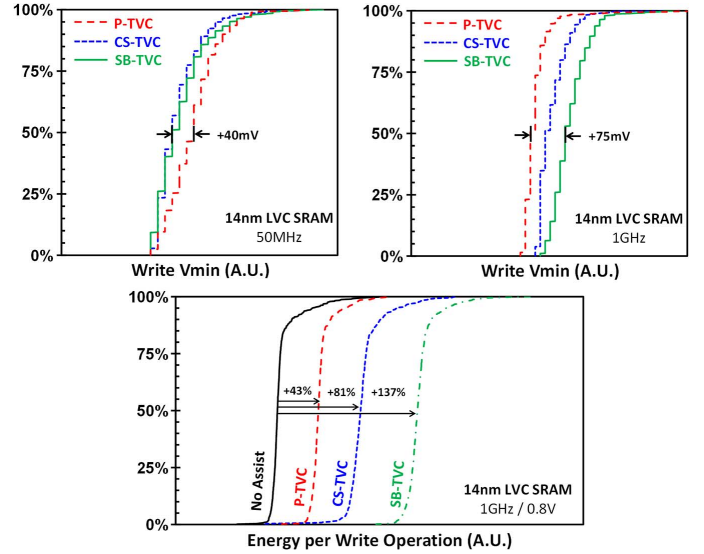 100%
75%
50%
25%
0%
P-TVC
CS-TVC
SB-TVC
+40mV
14nm LVC SRAM
50MHz
Write Vmin (A.U.)
100%
75%
50%
25%
0%
P-TVC
CS-TVC
SB-TVC
+75mV
14nm LVC SRAM
1GHz
Write Vmin (A.U.)
100%
75%
50%
25%
0%
+43%
+81%
+137%
No Assist
P-TVC
CS-TVC
SB-TVC
14nm LVC SRAM
1GHz / 0.8V
Energy per Write Operation (A.U.)